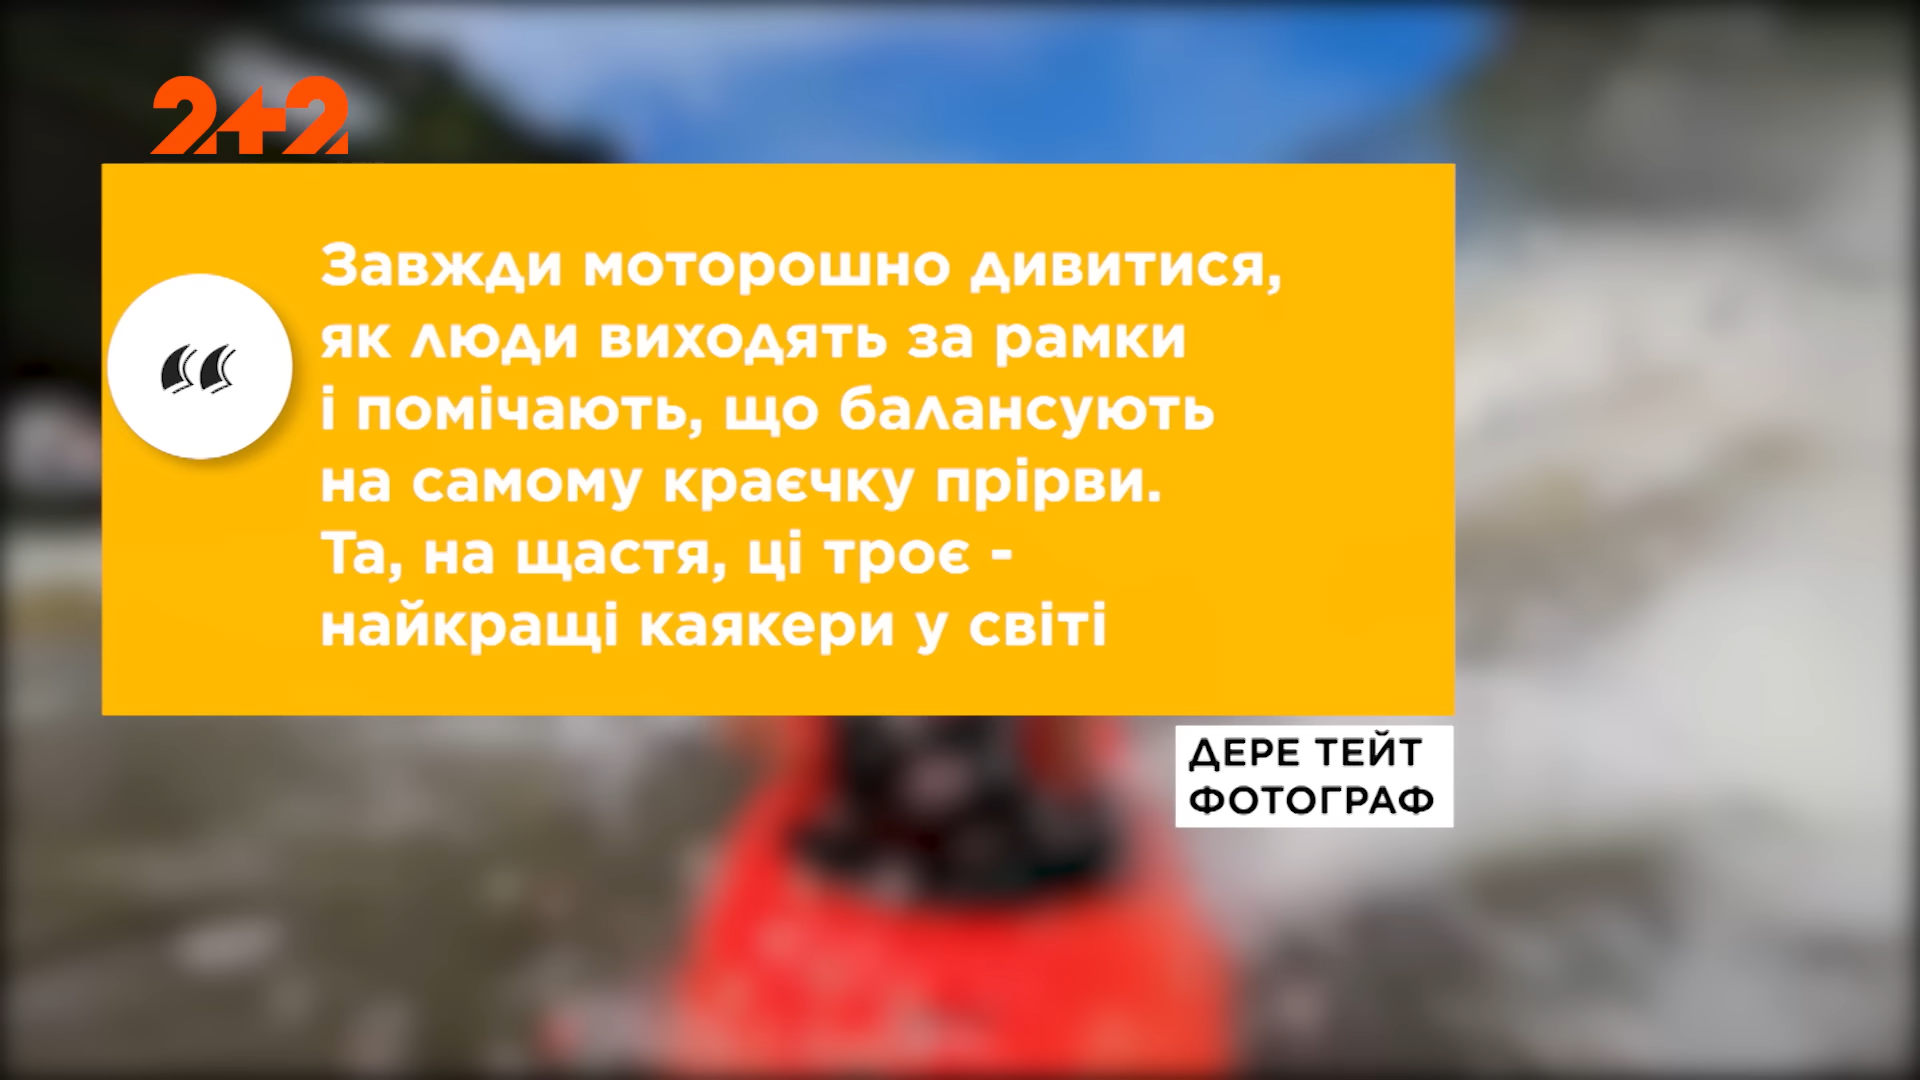 2+2
“
Завжди моторошно дивитися,
як люди виходять за рамки
і помічають, що балансують
на самому краєчку прірви.
Та, на щастя, ці троє -
найкращі каякери у світі
ДЕРЕ ТЕЙТ
ФОТОГРАФ